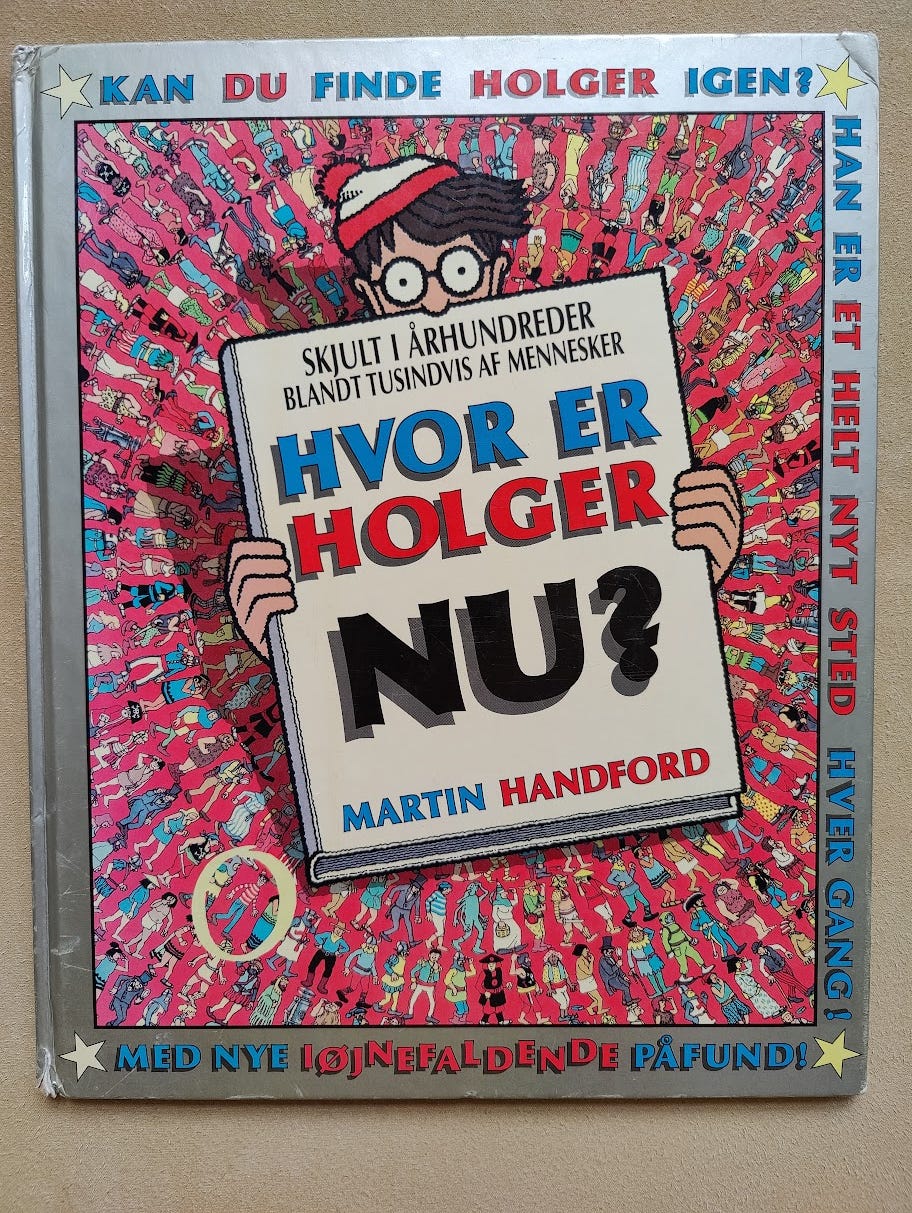 KAN DU FINDE HOLGER IGEN?
HAN ER ET HELT NYT STED HVER GANG!
SKJULT I ÅRHUNDREDER
BLANDT TUSINDVIS AF MENNESKER
HVOR ER
HOLGER
NU?
MARTIN HANDFORD
MED NYE IØJNEFALDENDE PÅFUND!